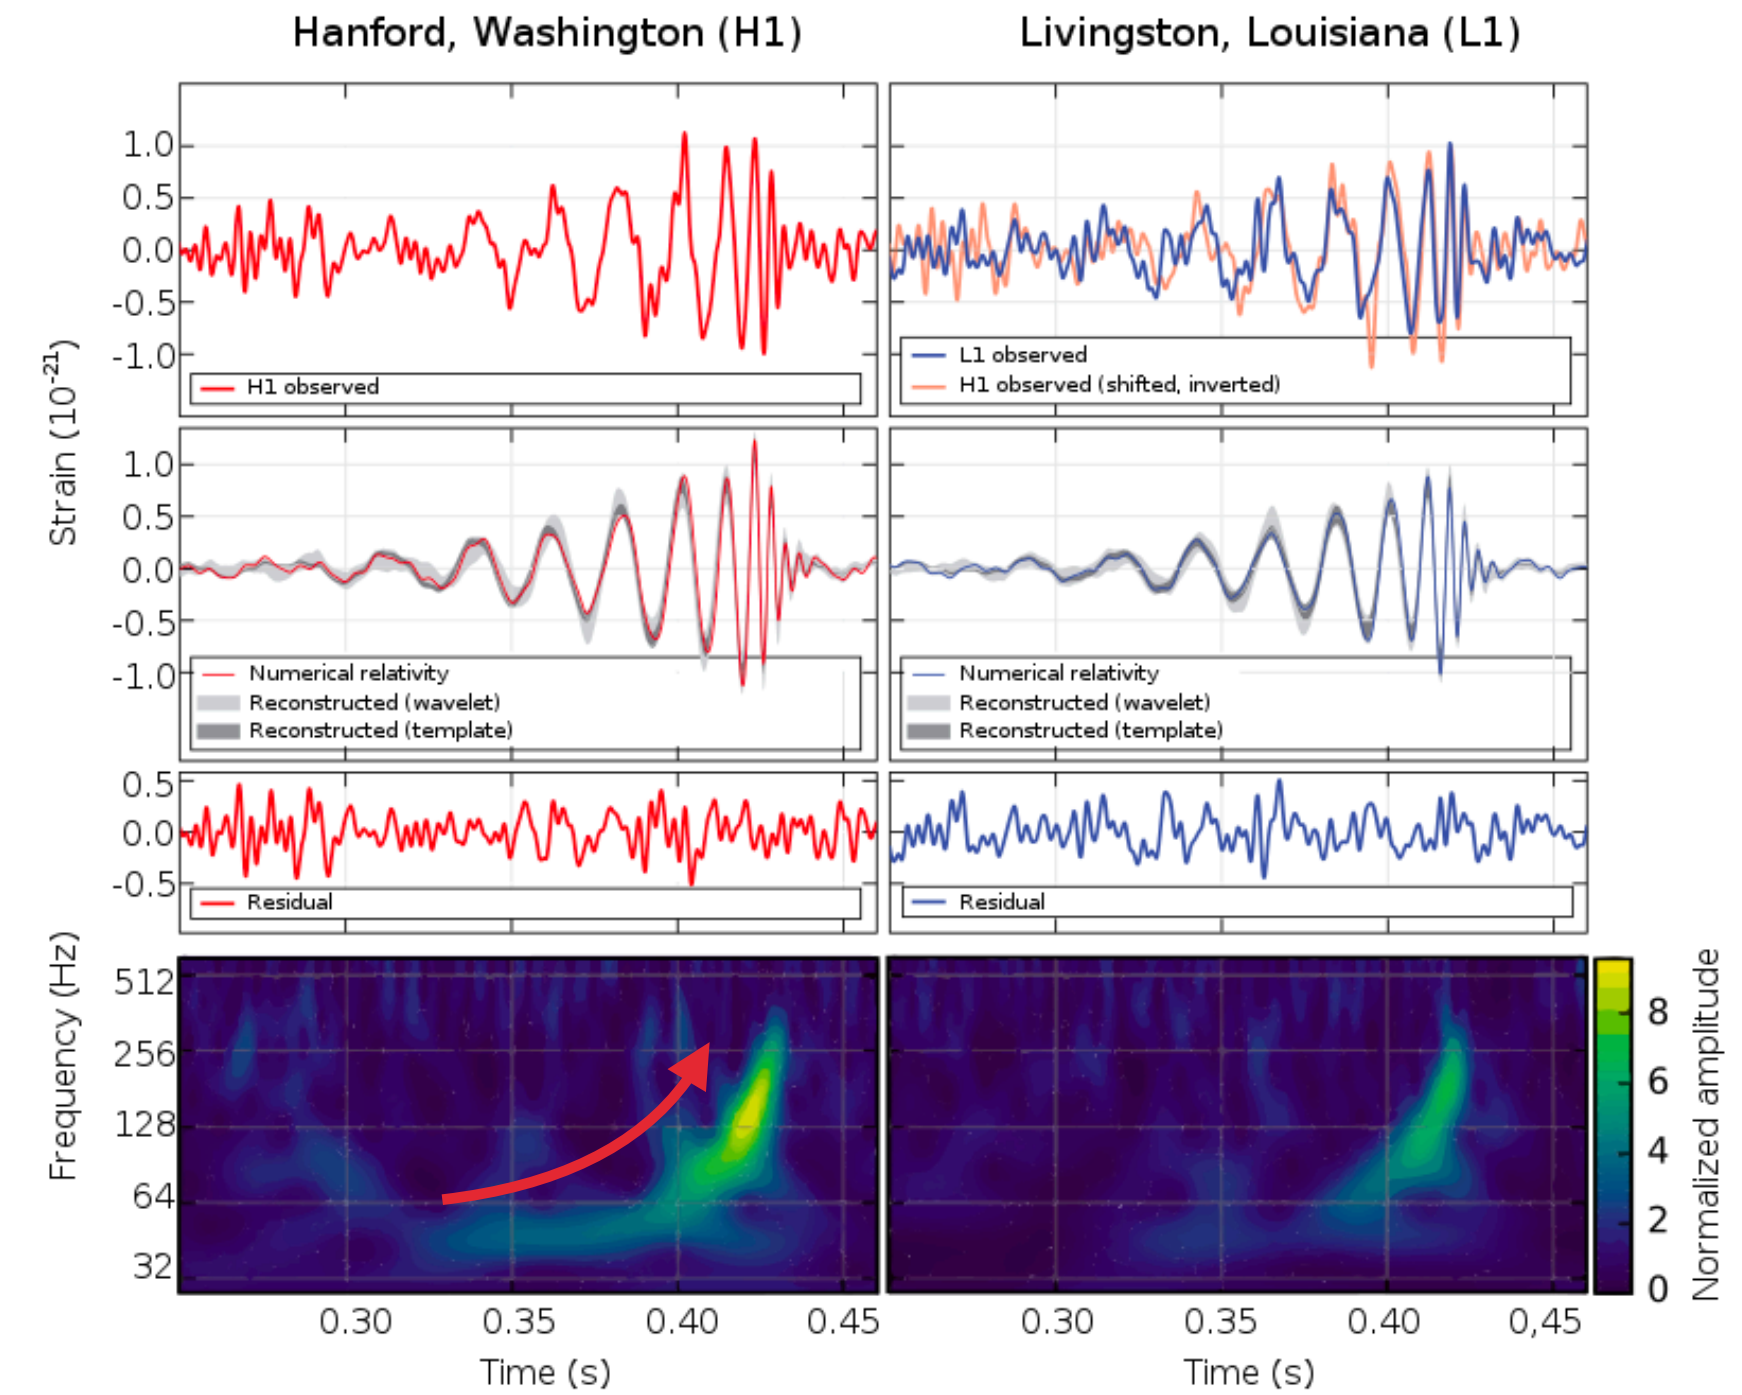 Hanford, Washington (H1)
Livingston, Louisiana (L1)
Strain (10-21)
1.0
0.5
0.0
-0.5
-1.0
H1 observed
L1 observed
H1 observed (shifted, inverted)
1.0
0.5
0.0
-0.5
-1.0
Numerical relativity
Reconstructed (wavelet)
Reconstructed (template)
Numerical relativity
Reconstructed (wavelet)
Reconstructed (template)
0.5
0.0
-0.5
Residual
Residual
Frequency (Hz)
512
256
128
64
32
Normalized amplitude
8
6
4
2
0
0.30 0.35 0.40 0.45
0.30 0.35 0.40 0,45
Time (s)
Time (s)